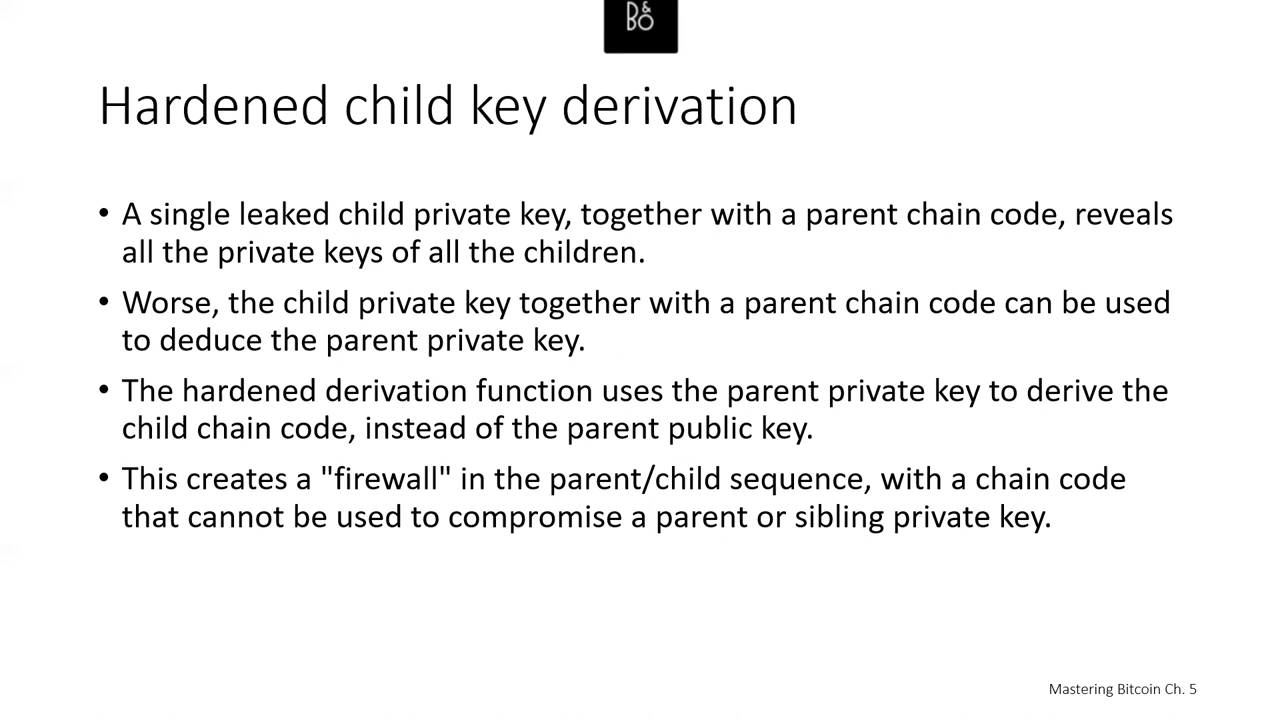 B&O
Hardened child key derivation
• A single leaked child private key, together with a parent chain code, reveals
all the private keys of all the children.
• Worse, the child private key together with a parent chain code can be used
to deduce the parent private key.
• The hardened derivation function uses the parent private key to derive the
child chain code, instead of the parent public key.
• This creates a "firewall" in the parent/child sequence, with a chain code
that cannot be used to compromise a parent or sibling private key.
Mastering Bitcoin Ch. 5